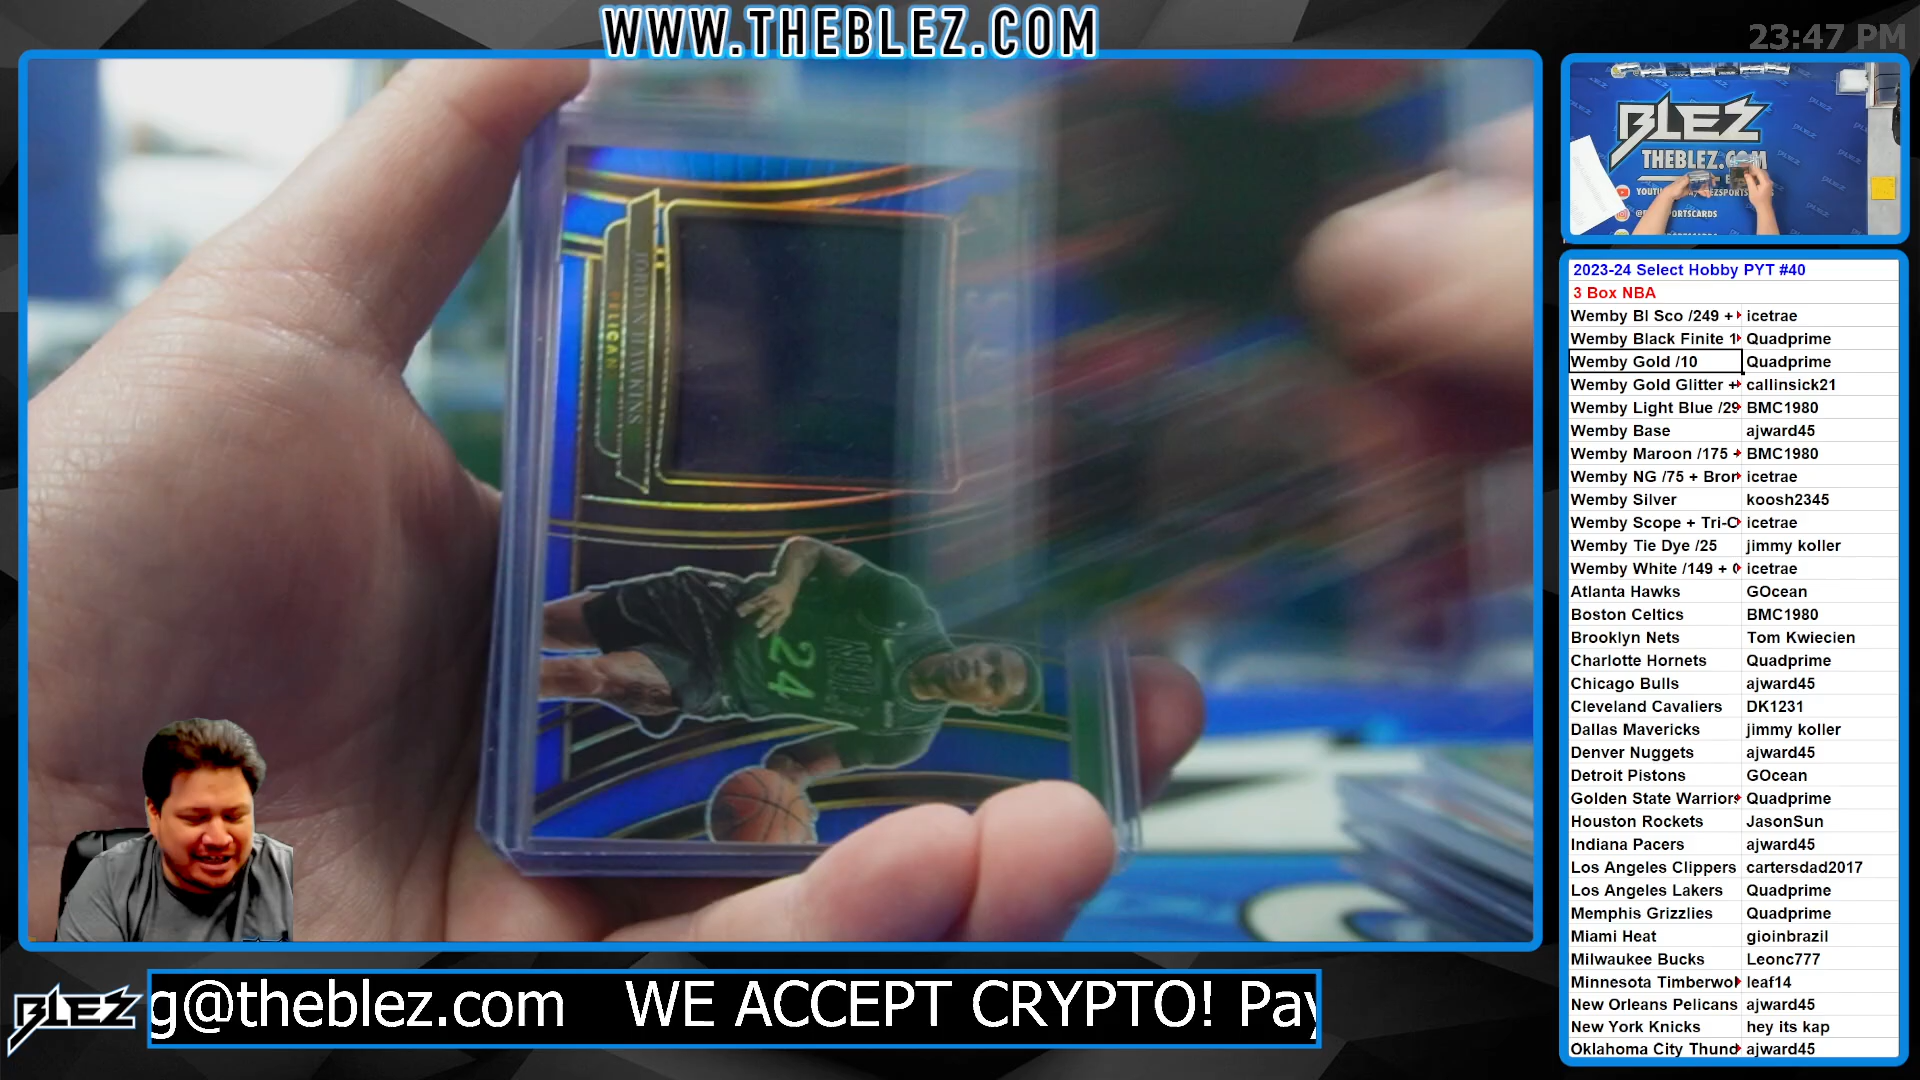 WWW.THEBLEZ.COM
23:47 PM
BLEZ
THEBLEZ.COM
2023-24 Select Hobby PYT #40
3 Box NBA
Wemby Bl Sco /249 + icetrae
Wemby Black Finite 1 Quadprime
Wemby Gold /10 Quadprime
Wemby Gold Glitter + callinsick21
Wemby Light Blue /29 BMC1980
Wemby Base ajward45
Wemby Maroon /175 + BMC1980
Wemby NG /75 + Bron icetrae
Wemby Silver koosh2345
Wemby Scope + Tri-C icetrae
Wemby Tie Dye /25 jimmy koller
Wemby White /149 + icetrae
Atlanta Hawks GOcean
Boston Celtics BMC1980
Brooklyn Nets Tom Kwiecien
Charlotte Hornets Quadprime
Chicago Bulls ajward45
Cleveland Cavaliers DK1231
Dallas Mavericks jimmy koller
Denver Nuggets ajward45
Detroit Pistons GOcean
Golden State Warriors Quadprime
Houston Rockets JasonSun
Indiana Pacers ajward45
Los Angeles Clippers cartersdad2017
Los Angeles Lakers Quadprime
Memphis Grizzlies Quadprime
Miami Heat gioinbrazil
Milwaukee Bucks Leonc777
Minnesota Timberwol leaf14
New Orleans Pelicans ajward45
New York Knicks hey its kap
Oklahoma City Thund ajward45
JORDAN HAWKINS
PELICAN
NOLA
24
BLEZ
g@theblez.com WE ACCEPT CRYPTO! Pay